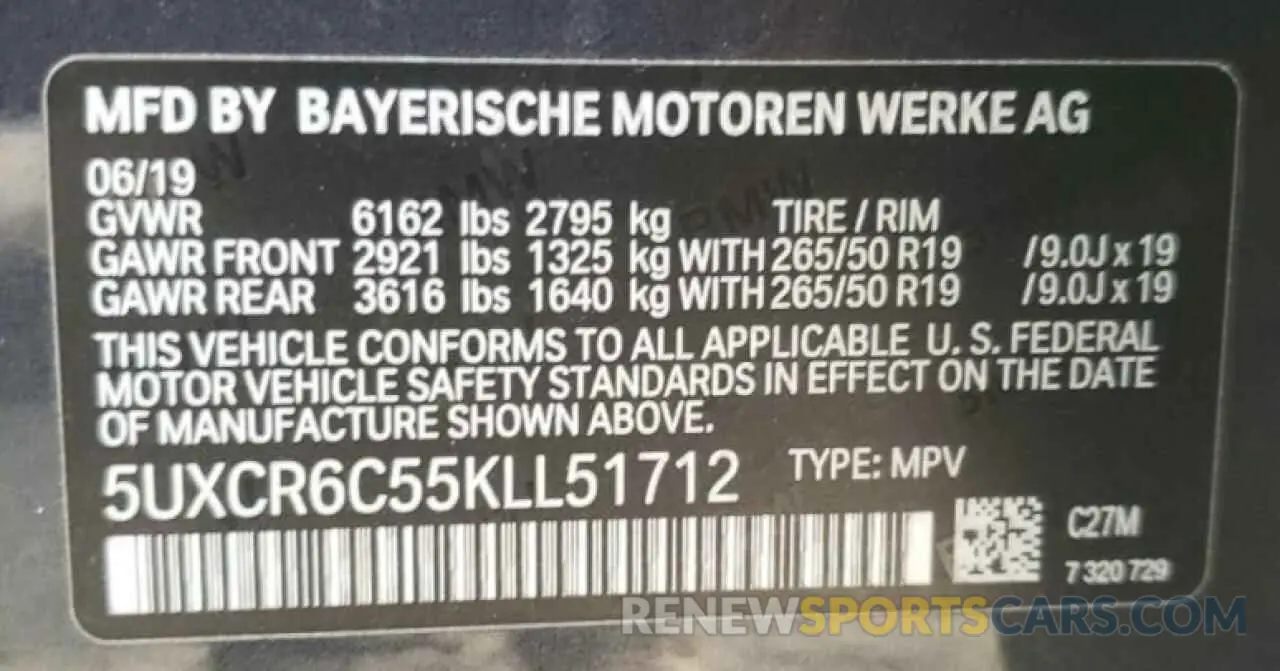 MFD BY BAYERISCHE MOTOREN WERKE AG
06/19
GVWR 6162 lbs 2795 kg TIRE / RIM
GAWR FRONT 2921 lbs 1325 kg WITH 265/50 R19 /9.0J x 19
GAWR REAR 3616 lbs 1640 kg WITH 265/50 R19 /9.0J x 19
THIS VEHICLE CONFORMS TO ALL APPLICABLE U. S. FEDERAL
MOTOR VEHICLE SAFETY STANDARDS IN EFFECT ON THE DATE
OF MANUFACTURE SHOWN ABOVE.
5UXCR6C55KLL51712 TYPE: MPV
C27M
7 320 729
RENEWSPORTSCARS.COM